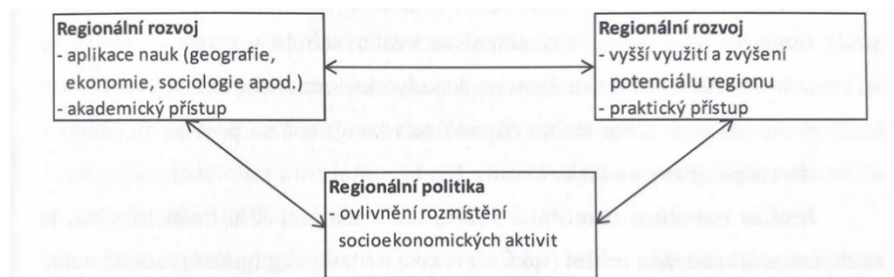 Regionální rozvoj
- aplikace nauk (geografie,
ekonomie, sociologie apod.)
- akademický přístup
Regionální rozvoj
- vyšší využití a zvýšení
potenciálu regionu
- praktický přístup
Regionální politika
- ovlivnění rozmístění
socioekonomických aktivit